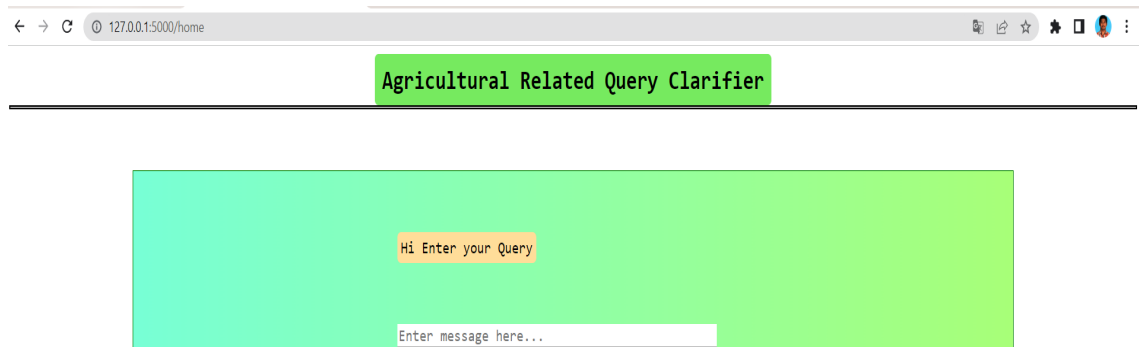 127.0.0.1:5000/home
Agricultural Related Query Clarifier
Hi Enter your Query
Enter message here...